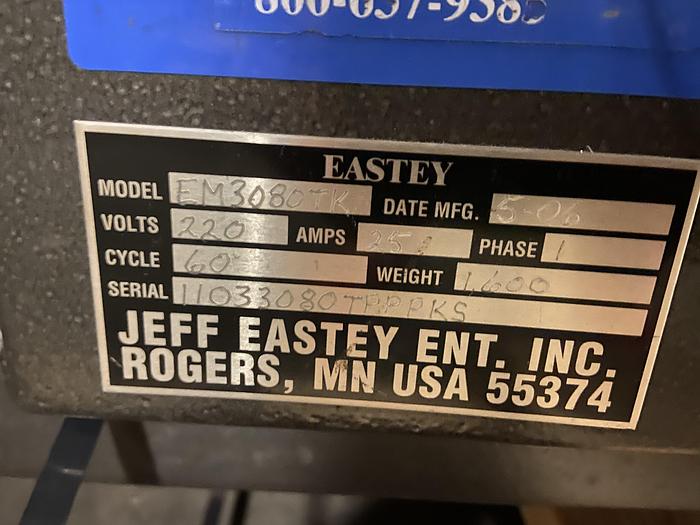 EASTEY
MODEL EM3080TK DATE MFG. 5-06
VOLTS 220 AMPS 25 PHASE 1
CYCLE 60 WEIGHT 1,600
SERIAL
JEFF EASTEY ENT. INC.
ROGERS, MN USA 55374